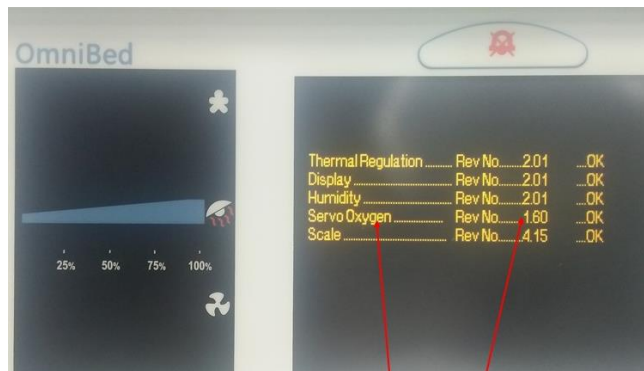 OmniBed
25% 50% 75% 100%
Thermal Regulation ........ Rev No.......2.01 ...OK
Display ............................. Rev No.......2.01 ...OK
Humidity ........................... Rev No.......2.01 ...OK
Servo Oxygen ............... Rev No.......1.60 ...OK
Scale ................................ Rev No.......4.15 ...OK